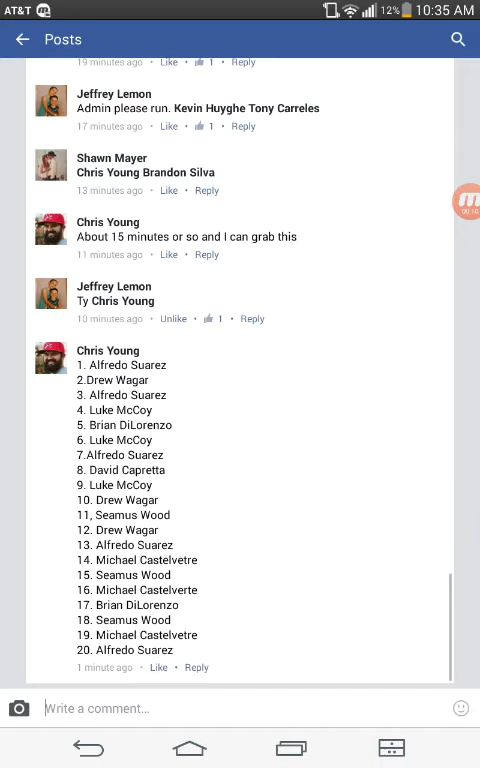 AT&T 12% 10:35 AM
Posts
19 minutes ago • Like • 1 • Reply
Jeffrey Lemon
Admin please run. Kevin Huyghe Tony Carreles
17 minutes ago • Like • 1 • Reply
Shawn Mayer
Chris Young Brandon Silva
13 minutes ago • Like • Reply
00:10
Chris Young
About 15 minutes or so and I can grab this
11 minutes ago • Like • Reply
Jeffrey Lemon
Ty Chris Young
10 minutes ago • Unlike • 1 • Reply
Chris Young
1. Alfredo Suarez
2.Drew Wagar
3. Alfredo Suarez
4. Luke McCoy
5. Brian DiLorenzo
6. Luke McCoy
7.Alfredo Suarez
8. David Capretta
9. Luke McCoy
10. Drew Wagar
11, Seamus Wood
12. Drew Wagar
13. Alfredo Suarez
14. Michael Castelvetre
15. Seamus Wood
16. Michael Castelverte
17. Brian DiLorenzo
18. Seamus Wood
19. Michael Castelvetre
20. Alfredo Suarez
1 minute ago • Like • Reply
Write a comment...